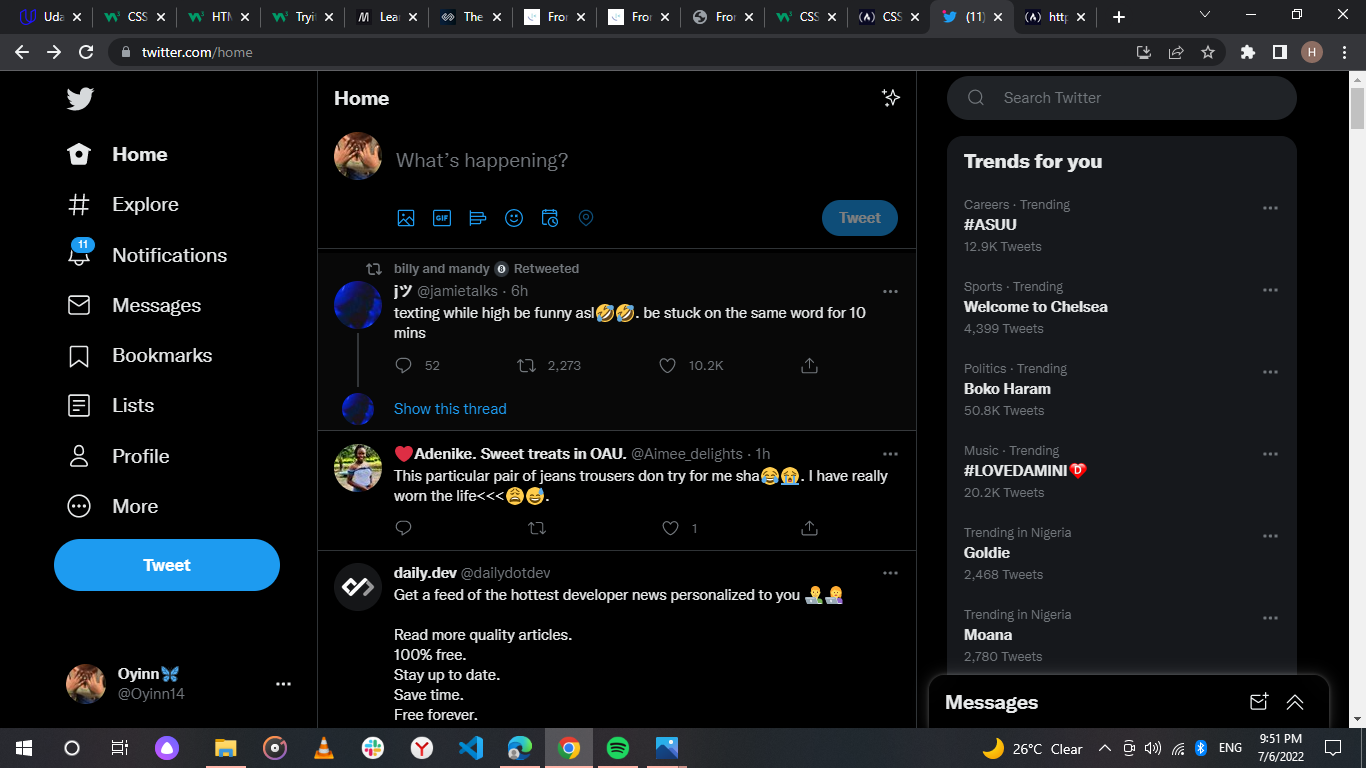 Uda
CSS
HTM
Tryit
Lear
The
Fron
Fron
Fron
CSS
CSS
(11)
http
twitter.com/home
H
Home
Explore
11
Notifications
Messages
Bookmarks
Lists
Profile
More
Tweet
Oyinn🦋
@Oyinn14
Home
What's happening?
GIF
Tweet
billy and mandy 🎱 Retweeted
jツ @jamietalks · 6h
texting while high be funny asl🤣🤣. be stuck on the same word for 10
mins
52 2,273 10.2K
Show this thread
❤️Adenike. Sweet treats in OAU. @Aimee_delights · 1h
This particular pair of jeans trousers don try for me sha😂😭. I have really
worn the life<<<😩😅.
1
daily.dev @dailydotdev
Get a feed of the hottest developer news personalized to you 👨‍💻👩‍💻
Read more quality articles.
100% free.
Stay up to date.
Save time.
Free forever.
Search Twitter
Trends for you
Careers · Trending
#ASUU
12.9K Tweets
Sports · Trending
Welcome to Chelsea
4,399 Tweets
Politics · Trending
Boko Haram
50.8K Tweets
Music · Trending
#LOVEDAMINI
20.2K Tweets
Trending in Nigeria
Goldie
2,468 Tweets
Trending in Nigeria
Moana
2,780 Tweets
Messages
26°C Clear
ENG
9:51 PM
7/6/2022